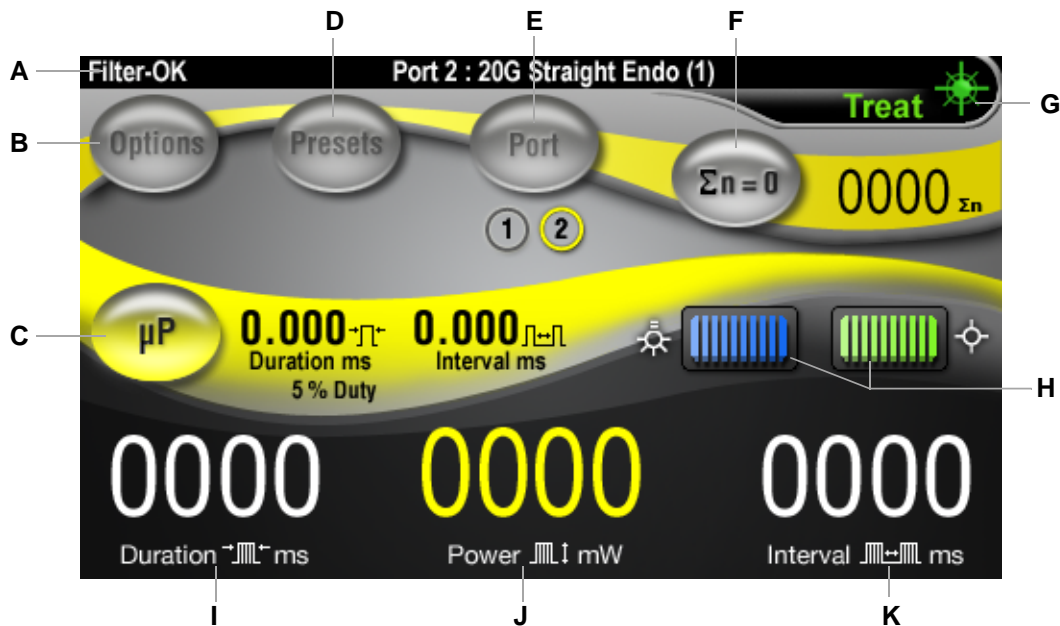 D E F
A Filter-OK Port 2 : 20G Straight Endo (1)
Treat G
B Options Presets Port
Σn = 0 0000 Σn
1 2
C µP 0.000 0.000
Duration ms Interval ms
5 % Duty
H
0000 0000 0000
Duration ms Power mW Interval ms
I J K